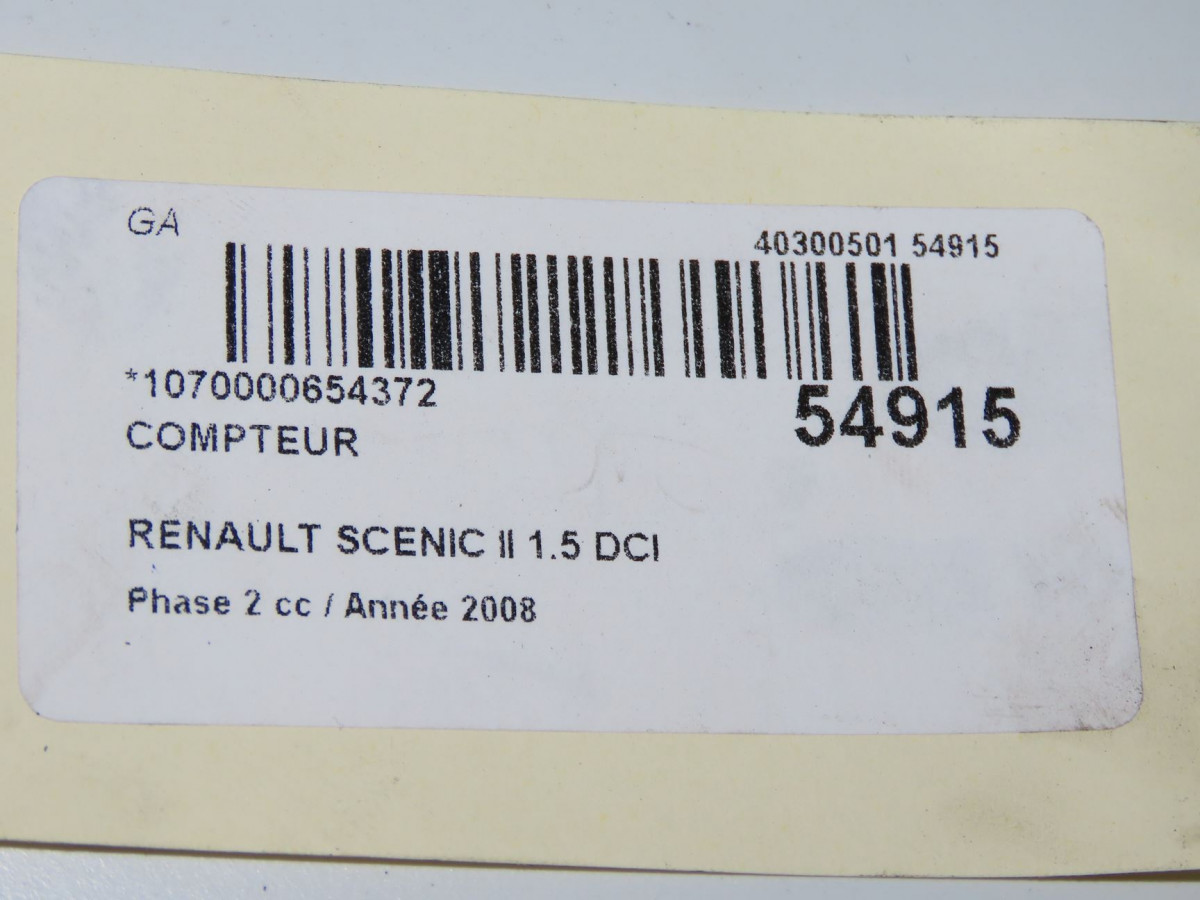 GA
40300501 54915
*1070000654372
54915
COMPTEUR
RENAULT SCENIC II 1.5 DCI
Phase 2 cc / Année 2008